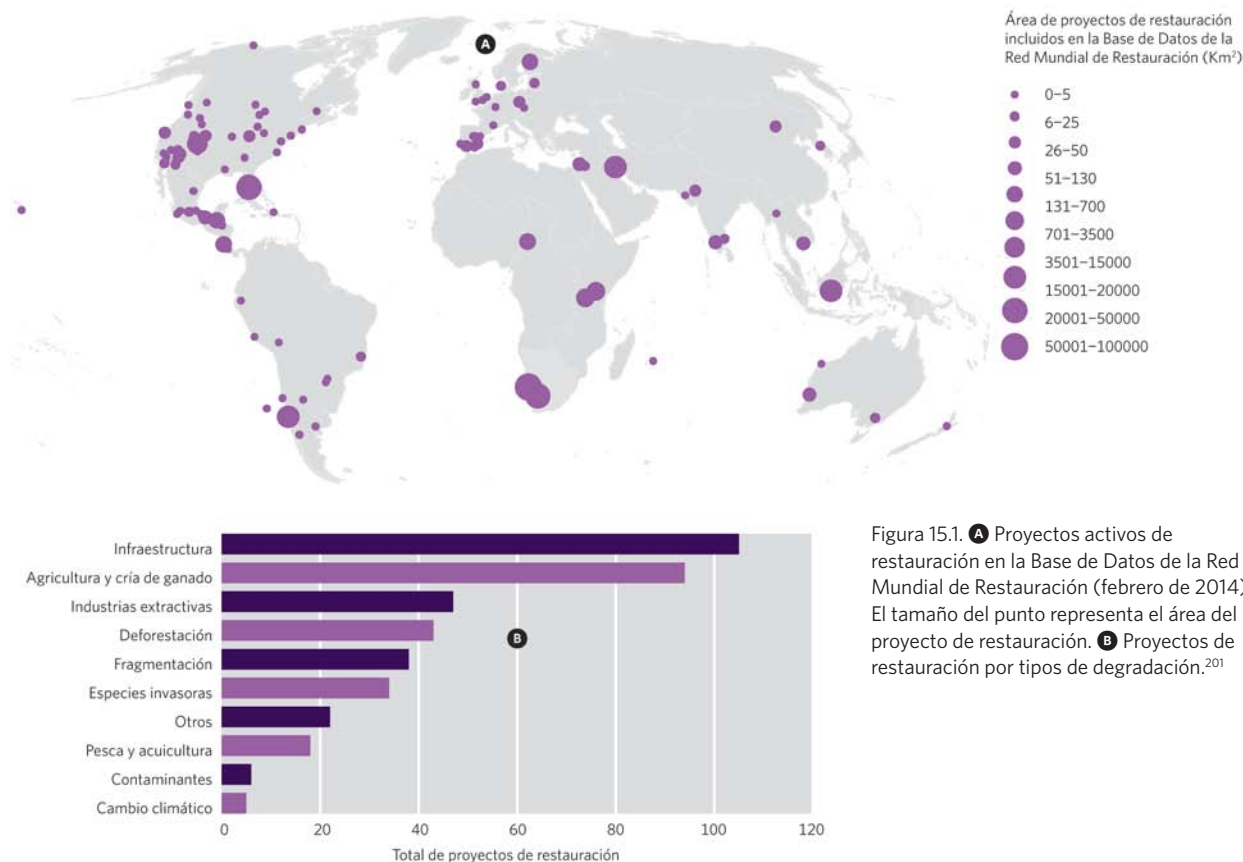 A
Área de proyectos de restauración
incluidos en la Base de Datos de la
Red Mundial de Restauración (Km²)
0–5
6–25
26–50
51–130
131–700
701–3500
3501–15000
15001–20000
20001–50000
50001–100000
Infraestructura
Agricultura y cría de ganado
Industrias extractivas
Deforestación
Fragmentación
Especies invasoras
Otros
Pesca y acuicultura
Contaminantes
Cambio climático
B
0 20 40 60 80 100 120
Total de proyectos de restauración
Figura 15.1. A Proyectos activos de
restauración en la Base de Datos de la Red
Mundial de Restauración (febrero de 2014)
El tamaño del punto representa el área del
proyecto de restauración. B Proyectos de
restauración por tipos de degradación.²⁰¹